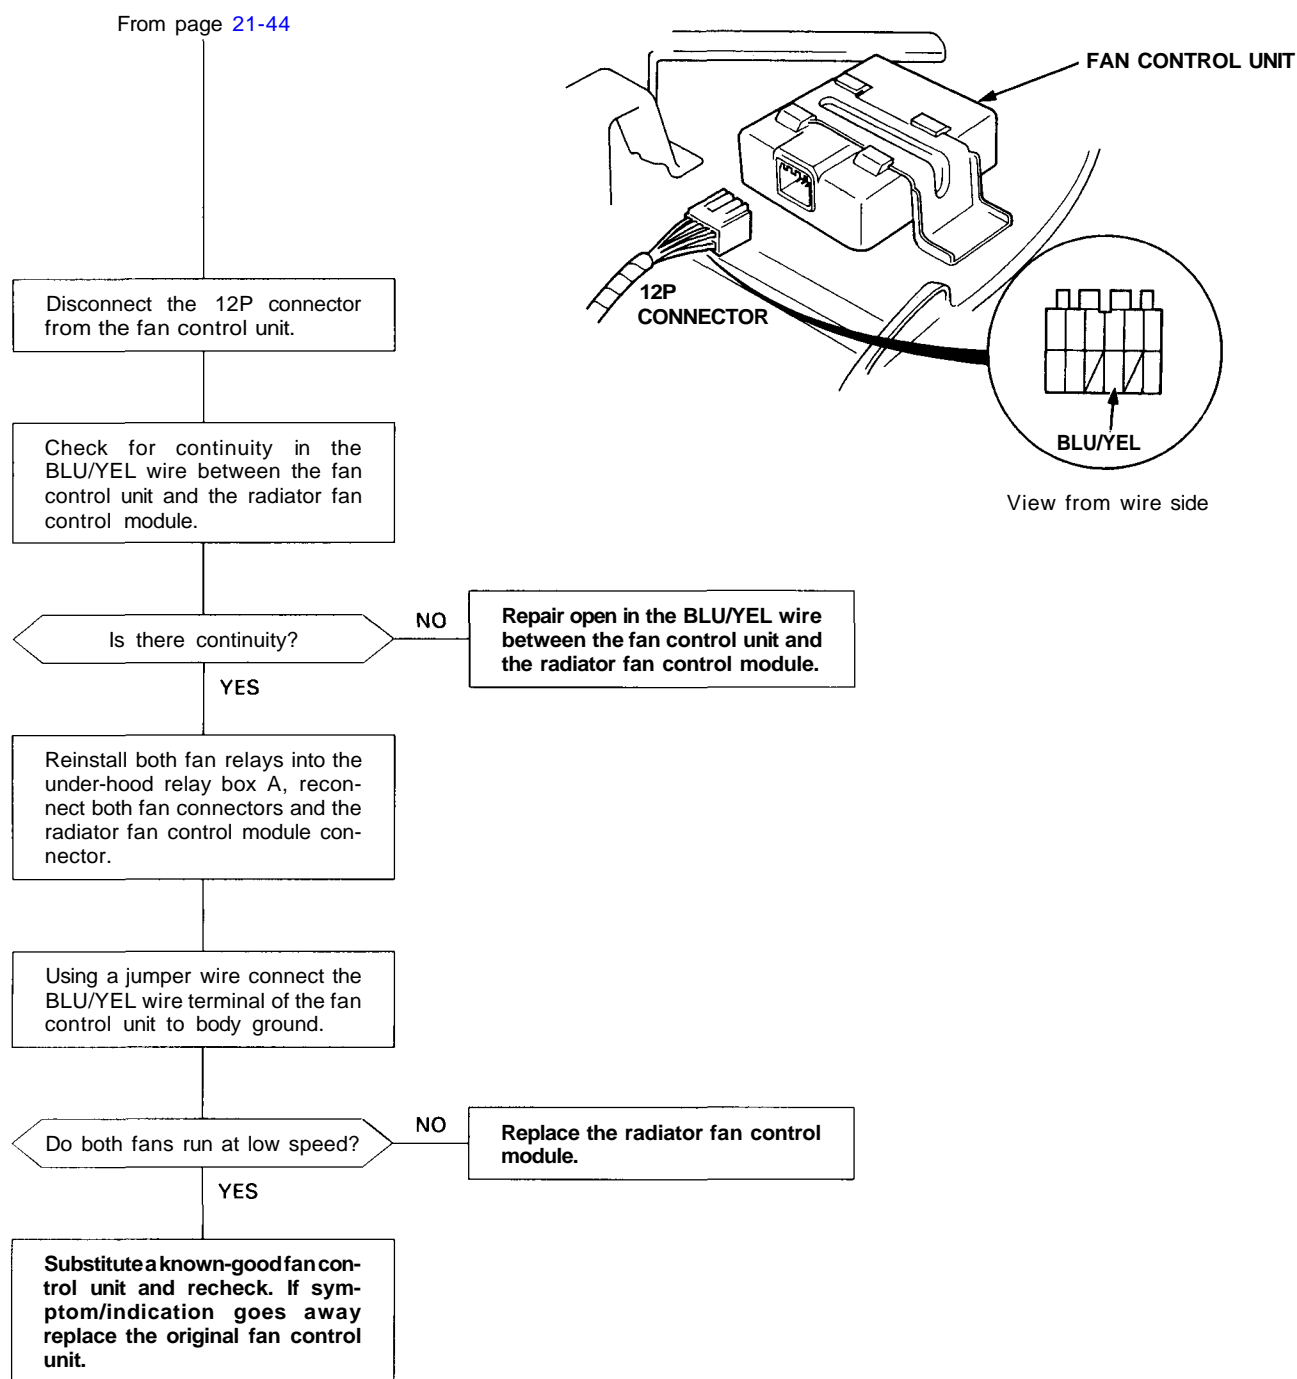 From page 21-44
FAN CONTROL UNIT
12P
CONNECTOR
BLU/YEL
View from wire side
Disconnect the 12P connector
from the fan control unit.
Check for continuity in the
BLU/YEL wire between the fan
control unit and the radiator fan
control module.
Is there continuity?
NO
Repair open in the BLU/YEL wire
between the fan control unit and
the radiator fan control module.
YES
Reinstall both fan relays into the
under-hood relay box A, recon-
nect both fan connectors and the
radiator fan control module con-
nector.
Using a jumper wire connect the
BLU/YEL wire terminal of the fan
control unit to body ground.
Do both fans run at low speed?
NO
Replace the radiator fan control
module.
YES
Substitute a known-good fan con-
trol unit and recheck. If sym-
ptom/indication goes away
replace the original fan control
unit.